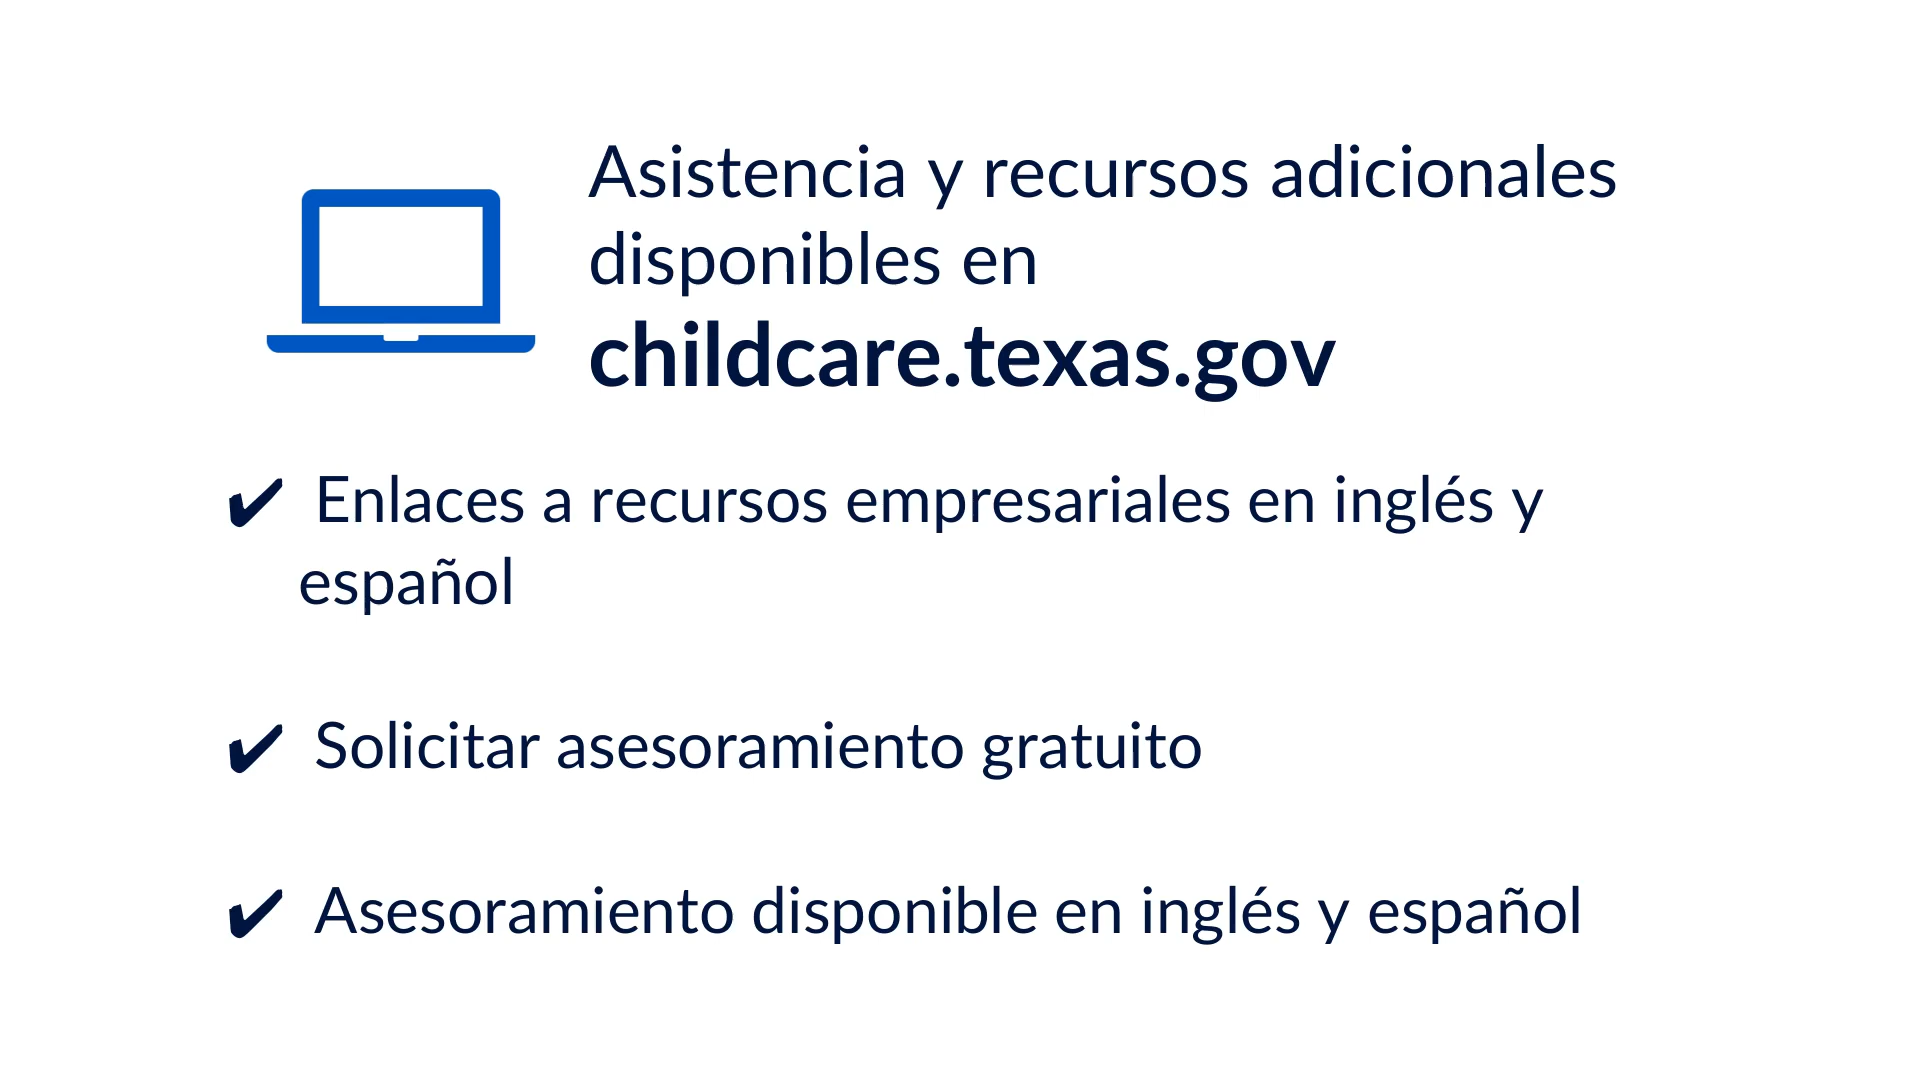 Asistencia y recursos adicionales
disponibles en
childcare.texas.gov
✔ Enlaces a recursos empresariales en inglés y
español
✔ Solicitar asesoramiento gratuito
✔ Asesoramiento disponible en inglés y español